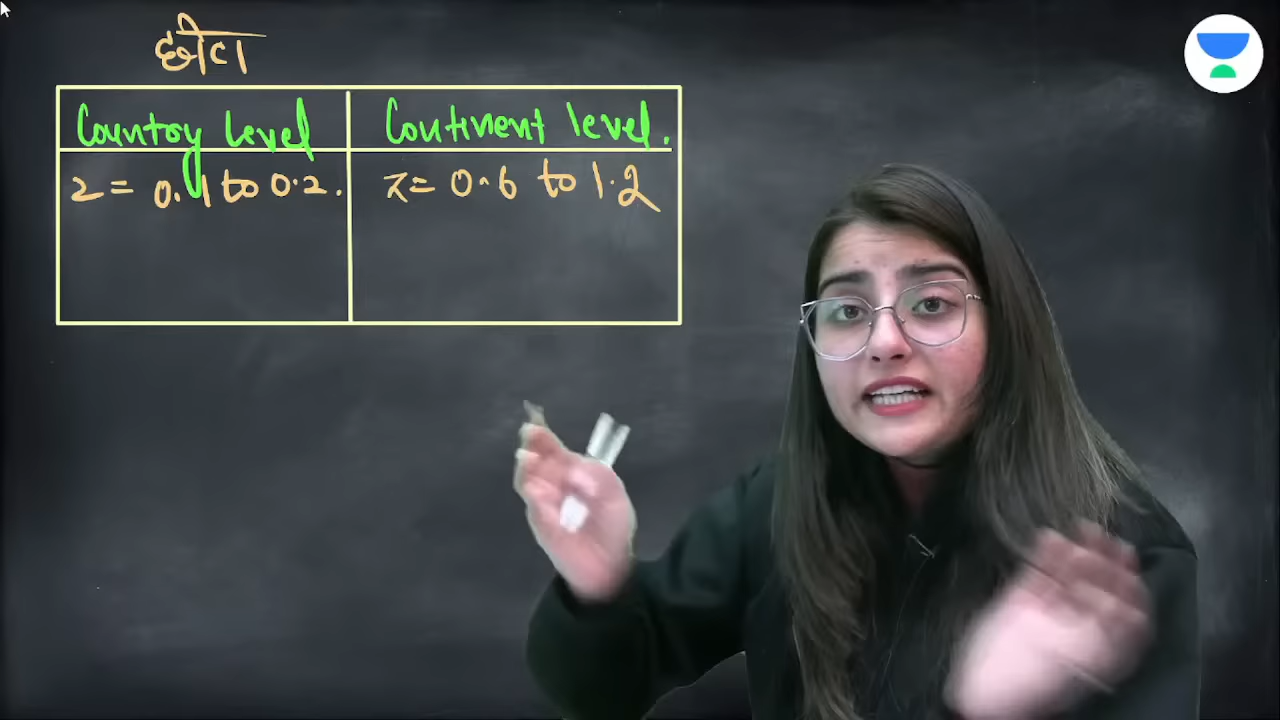 छोटा
Country level
Continent level.
z = 0.1 to 0.2.
z = 0.6 to 1.2